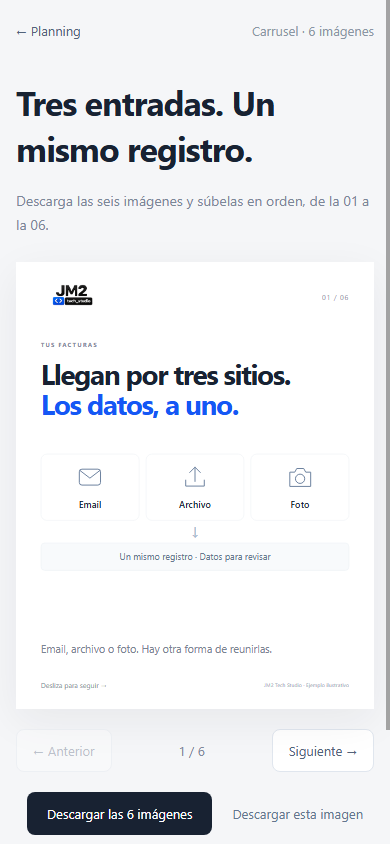 ← Planning
Carrusel · 6 imágenes
Tres entradas. Un
mismo registro.
Descarga las seis imágenes y súbelas en orden, de la 01 a
la 06.
JM2
<> tech_studio
01 / 06
TUS FACTURAS
Llegan por tres sitios.
Los datos, a uno.
Email
Archivo
Foto
↓
Un mismo registro · Datos para revisar
Email, archivo o foto. Hay otra forma de reunirlas.
Desliza para seguir →
JM2 Tech Studio · Ejemplo ilustrativo
← Anterior
1 / 6
Siguiente →
Descargar las 6 imágenes
Descargar esta imagen